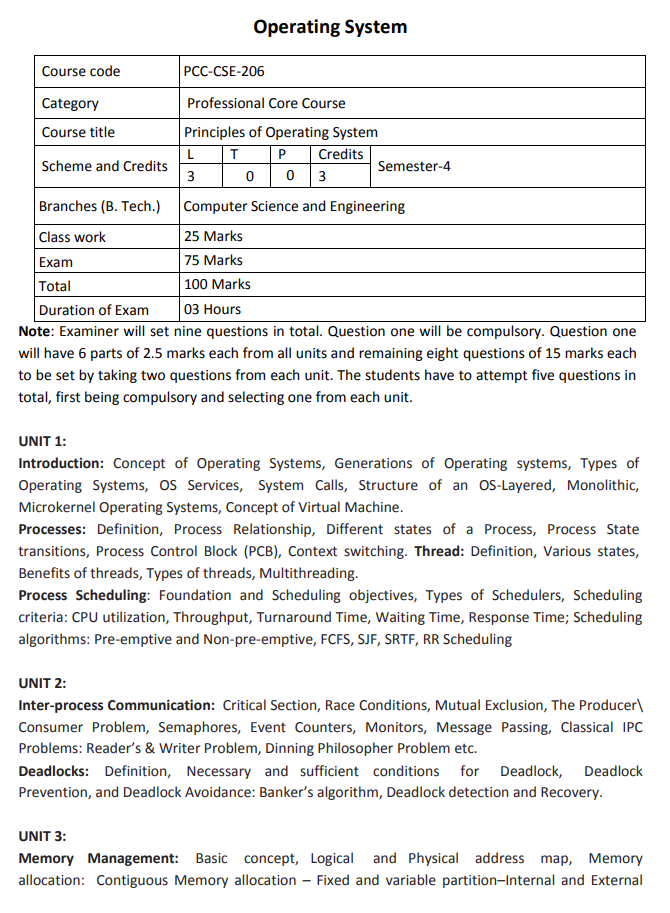 Operating System
Course code PCC-CSE-206
Category Professional Core Course
Course title Principles of Operating System
Scheme and Credits L T P Credits Semester-4
3 0 0 3
Branches (B. Tech.) Computer Science and Engineering
Class work 25 Marks
Exam 75 Marks
Total 100 Marks
Duration of Exam 03 Hours
Note: Examiner will set nine questions in total. Question one will be compulsory. Question one
will have 6 parts of 2.5 marks each from all units and remaining eight questions of 15 marks each
to be set by taking two questions from each unit. The students have to attempt five questions in
total, first being compulsory and selecting one from each unit.
UNIT 1:
Introduction: Concept of Operating Systems, Generations of Operating systems, Types of
Operating Systems, OS Services, System Calls, Structure of an OS-Layered, Monolithic,
Microkernel Operating Systems, Concept of Virtual Machine.
Processes: Definition, Process Relationship, Different states of a Process, Process State
transitions, Process Control Block (PCB), Context switching. Thread: Definition, Various states,
Benefits of threads, Types of threads, Multithreading.
Process Scheduling: Foundation and Scheduling objectives, Types of Schedulers, Scheduling
criteria: CPU utilization, Throughput, Turnaround Time, Waiting Time, Response Time; Scheduling
algorithms: Pre-emptive and Non-pre-emptive, FCFS, SJF, SRTF, RR Scheduling
UNIT 2:
Inter-process Communication: Critical Section, Race Conditions, Mutual Exclusion, The Producer\
Consumer Problem, Semaphores, Event Counters, Monitors, Message Passing, Classical IPC
Problems: Reader’s & Writer Problem, Dinning Philosopher Problem etc.
Deadlocks: Definition, Necessary and sufficient conditions for Deadlock, Deadlock
Prevention, and Deadlock Avoidance: Banker’s algorithm, Deadlock detection and Recovery.
UNIT 3:
Memory Management: Basic concept, Logical and Physical address map, Memory
allocation: Contiguous Memory allocation – Fixed and variable partition–Internal and External